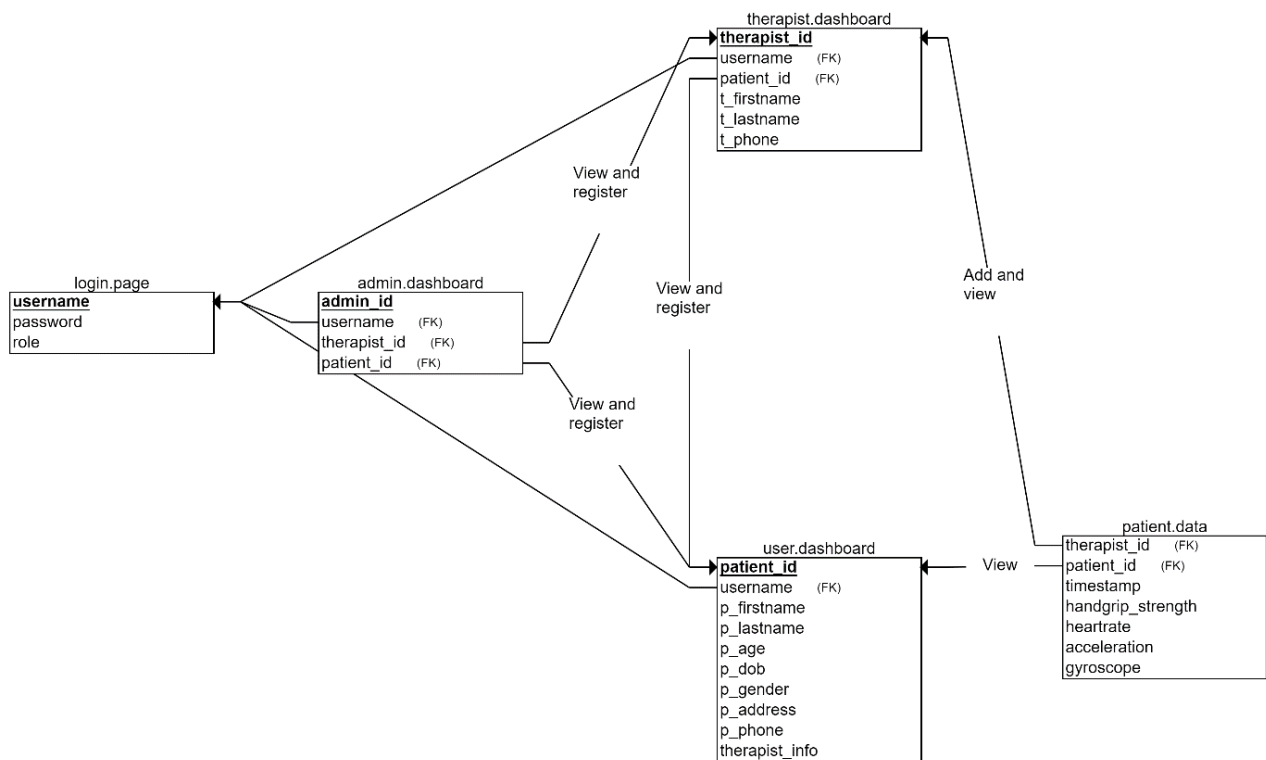 therapist.dashboard
therapist_id
username (FK)
patient_id (FK)
t_firstname
t_lastname
t_phone
View and
register
login.page
username
password
role
admin.dashboard
admin_id
username (FK)
therapist_id (FK)
patient_id (FK)
View and
register
Add and
view
View and
register
user.dashboard
patient_id
username (FK)
p_firstname
p_lastname
p_age
p_dob
p_gender
p_address
p_phone
therapist_info
View
patient.data
therapist_id (FK)
patient_id (FK)
timestamp
handgrip_strength
heartrate
acceleration
gyroscope